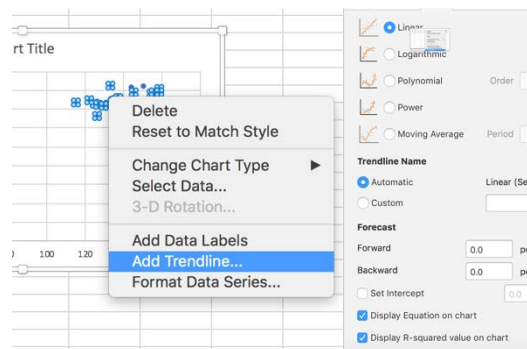 rt Title
100
120
Delete
Reset to Match Style
Change Chart Type
Select Data...
3-D Rotation...
Add Data Labels
Add Trendline...
Format Data Series...
Linear
Logarithmic
Polynomial Order
Power
Moving Average Period
Trendline Name
Automatic Linear (Se
Custom
Forecast
Forward 0.0 pe
Backward 0.0 pe
Set Intercept 0.0
Display Equation on chart
Display R-squared value on chart